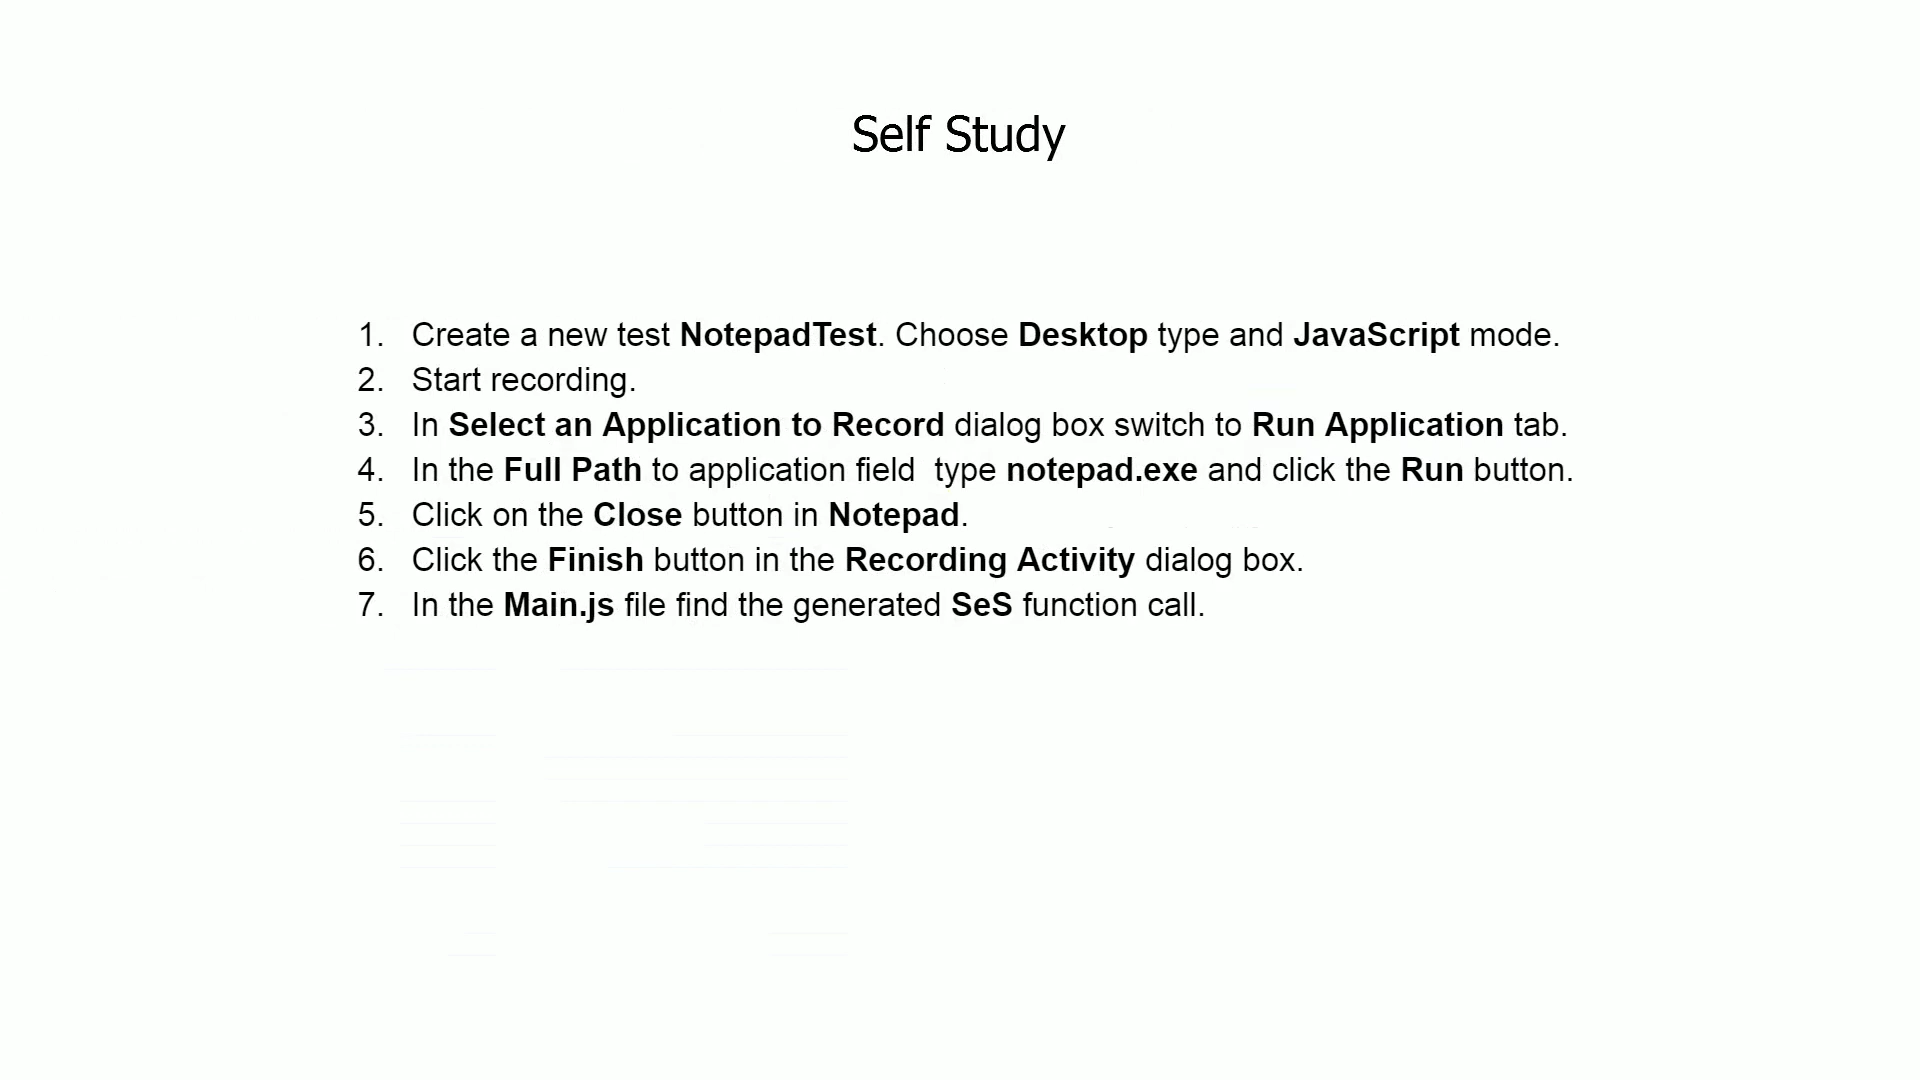 Self Study
1. Create a new test NotepadTest. Choose Desktop type and JavaScript mode.
2. Start recording.
3. In Select an Application to Record dialog box switch to Run Application tab.
4. In the Full Path to application field  type notepad.exe and click the Run button.
5. Click on the Close button in Notepad.
6. Click the Finish button in the Recording Activity dialog box.
7. In the Main.js file find the generated SeS function call.